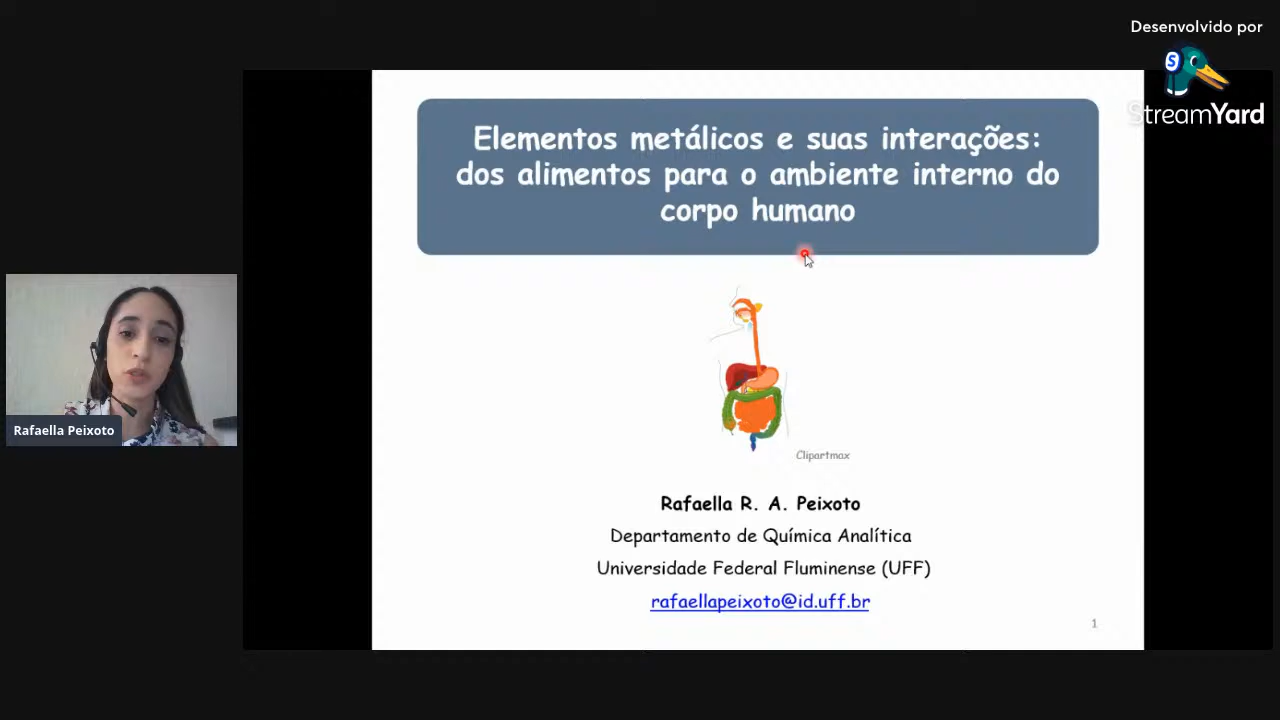 Desenvolvido por
StreamYard
Elementos metálicos e suas interações:
dos alimentos para o ambiente interno do
corpo humano
Clipartmax
Rafaella Peixoto
Rafaella R. A. Peixoto
Departamento de Química Analítica
Universidade Federal Fluminense (UFF)
rafaellapeixoto@id.uff.br
1